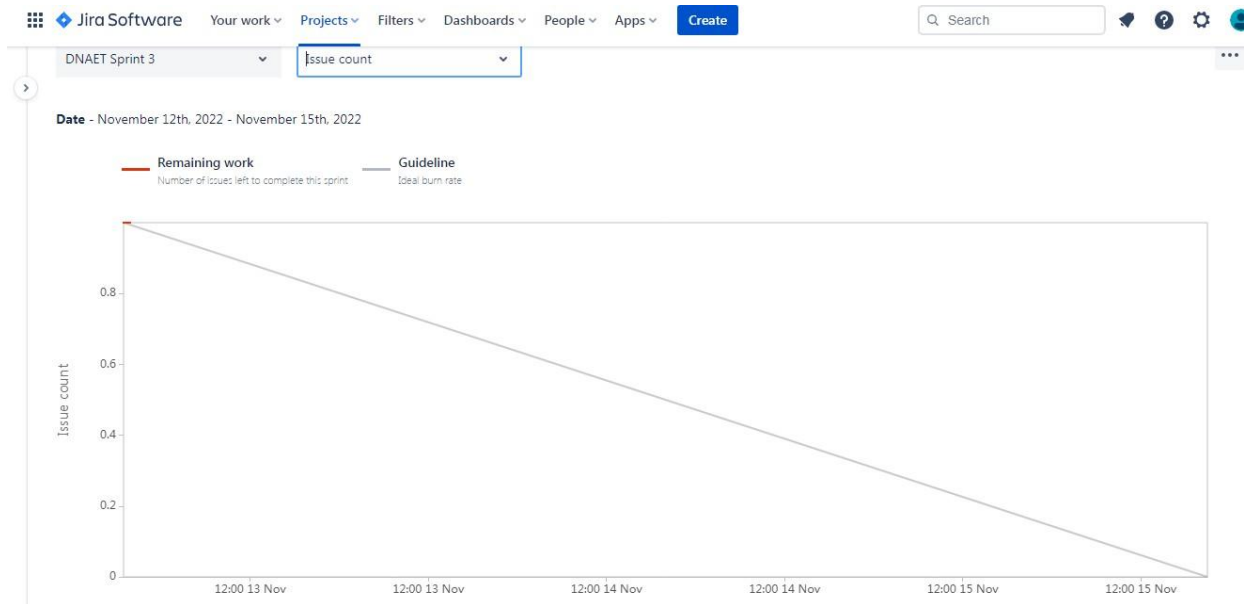 Jira Software Your work Projects Filters Dashboards People Apps Create Search
DNAET Sprint 3 Issue count
Date - November 12th, 2022 - November 15th, 2022
Remaining work Guideline
Number of issues left to complete this sprint Ideal burn rate
0.8
0.6
Issue count
0.4
0.2
0
12:00 13 Nov 12:00 13 Nov 12:00 14 Nov 12:00 14 Nov 12:00 15 Nov 12:00 15 Nov